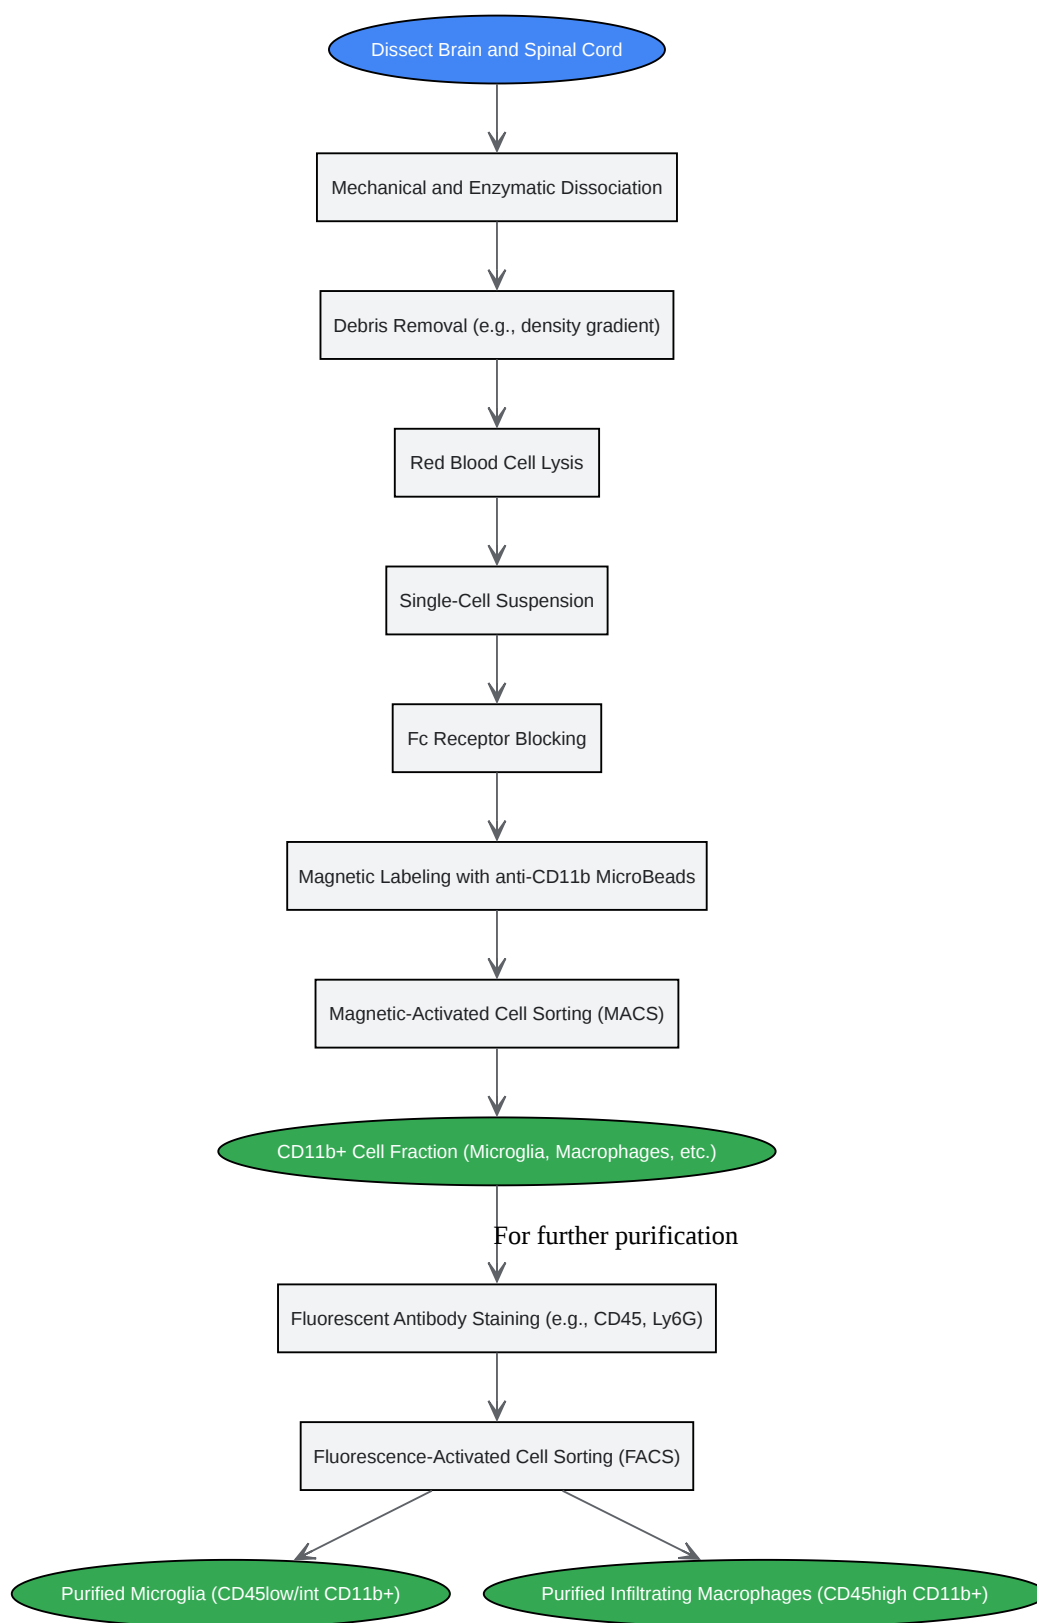 Dissect Brain and Spinal Cord
Mechanical and Enzymatic Dissociation
Debris Removal (e.g., density gradient)
Red Blood Cell Lysis
Single-Cell Suspension
Fc Receptor Blocking
Magnetic Labeling with anti-CD11b MicroBeads
Magnetic-Activated Cell Sorting (MACS)
CD11b+ Cell Fraction (Microglia, Macrophages, etc.)
For further purification
Fluorescent Antibody Staining (e.g., CD45, Ly6G)
Fluorescence-Activated Cell Sorting (FACS)
Purified Microglia (CD45low/int CD11b+)
Purified Infiltrating Macrophages (CD45high CD11b+)